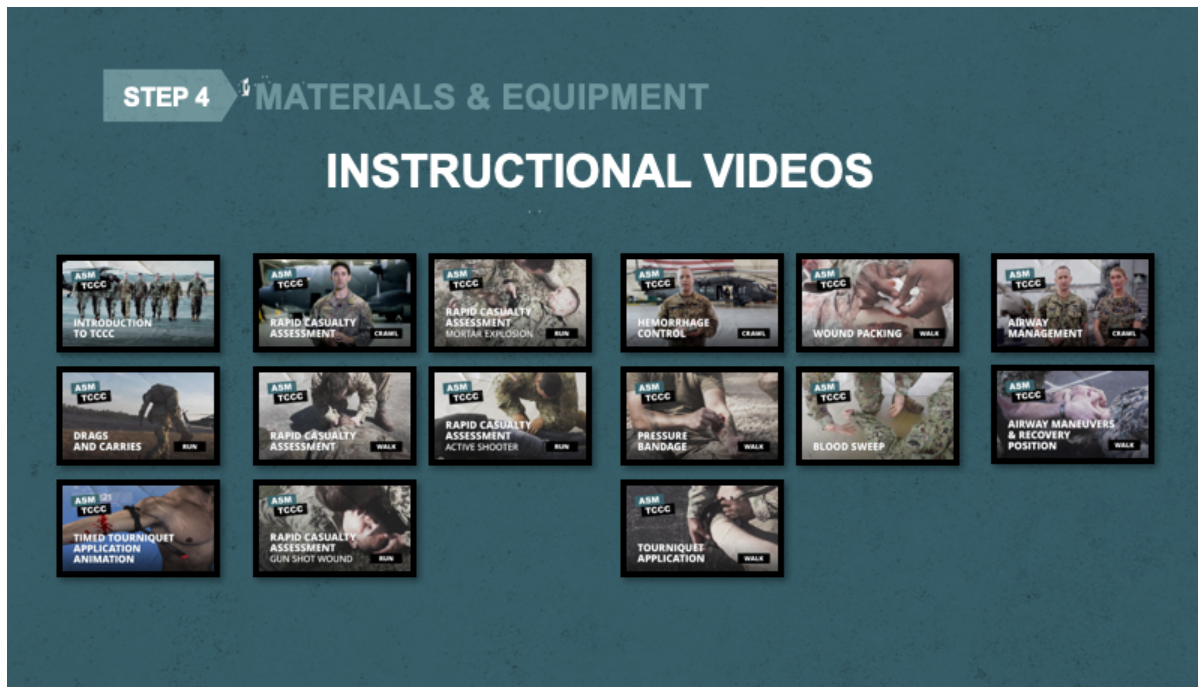 STEP 4
MATERIALS & EQUIPMENT
INSTRUCTIONAL VIDEOS
ASM
TCCC
INTRODUCTION
TO TCCC
ASM
TCCC
RAPID CASUALTY
ASSESSMENT
CRAWL
ASM
TCCC
RAPID CASUALTY
ASSESSMENT
MORTAR EXPLOSION
RUN
ASM
TCCC
HEMORRHAGE
CONTROL
CRAWL
ASM
TCCC
WOUND PACKING
WALK
ASM
TCCC
AIRWAY
MANAGEMENT
CRAWL
ASM
TCCC
DRAGS
AND CARRIES
RUN
ASM
TCCC
RAPID CASUALTY
ASSESSMENT
WALK
ASM
TCCC
RAPID CASUALTY
ASSESSMENT
ACTIVE SHOOTER
RUN
ASM
TCCC
PRESSURE
BANDAGE
WALK
ASM
TCCC
BLOOD SWEEP
ASM
TCCC
AIRWAY MANEUVERS
& RECOVERY
POSITION
WALK
ASM
TCCC
TIMED TOURNIQUET
APPLICATION
ANIMATION
ASM
TCCC
RAPID CASUALTY
ASSESSMENT
GUN SHOT WOUND
RUN
ASM
TCCC
TOURNIQUET
APPLICATION
WALK